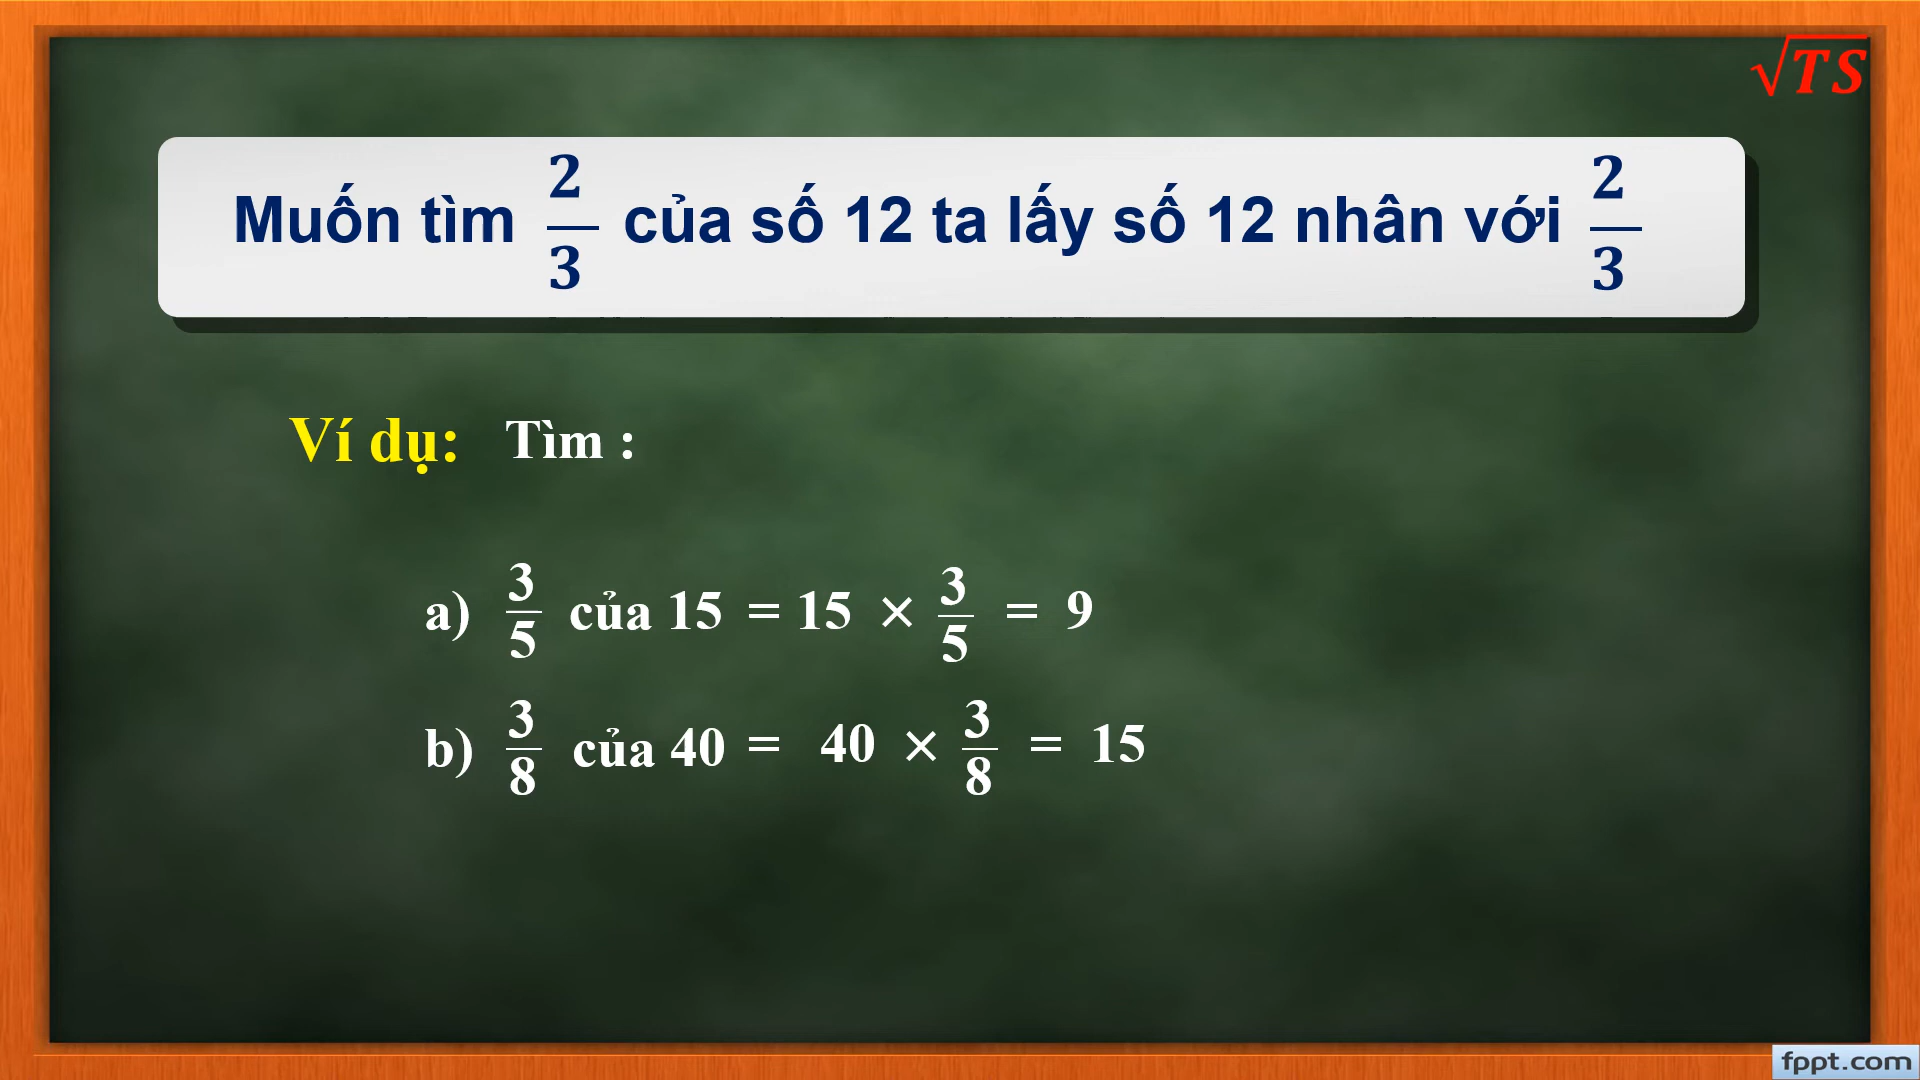 √TS
Muốn tìm 2/3 của số 12 ta lấy số 12 nhân với 2/3
Ví dụ: Tìm :
a) 3/5 của 15 = 15 × 3/5 = 9
b) 3/8 của 40 = 40 × 3/8 = 15
fppt.com